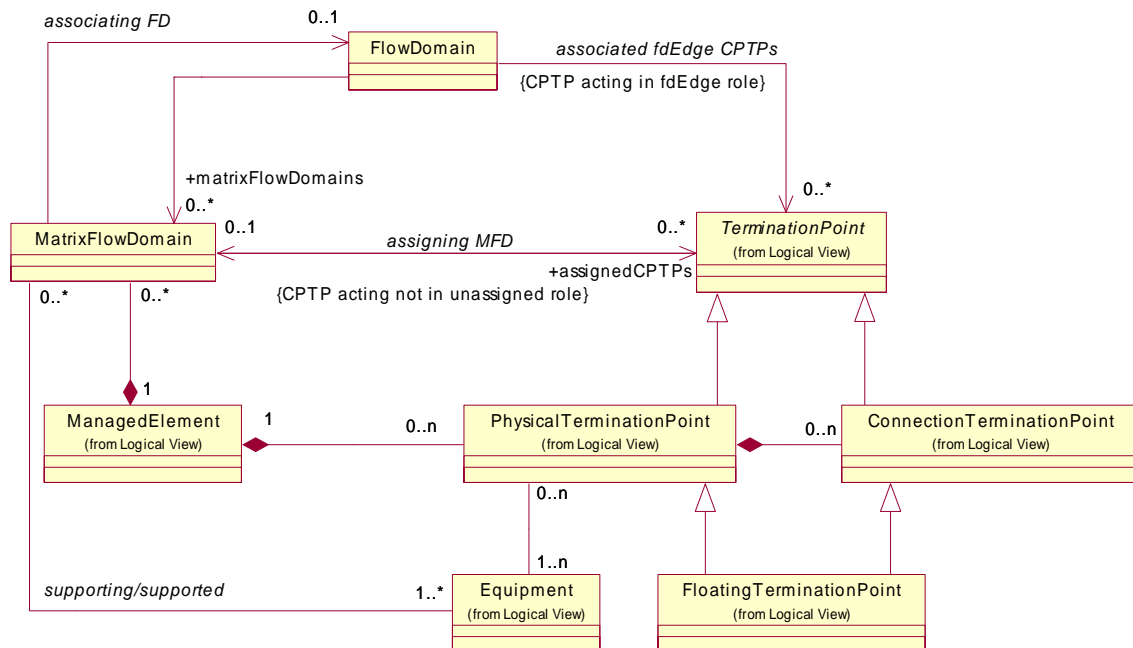 associating FD
0..1
FlowDomain
associated fdEdge CPTPs
{CPTP acting in fdEdge role}
+matrixFlowDomains
0..*
0..*
MatrixFlowDomain
0..1
assigning MFD
0..*
TerminationPoint
(from Logical View)
+assignedCPTPs
{CPTP acting not in unassigned role}
0..*
0..*
1
ManagedElement
(from Logical View)
1
0..n
PhysicalTerminationPoint
(from Logical View)
0..n
ConnectionTerminationPoint
(from Logical View)
0..n
1..n
supporting/supported
1..*
Equipment
(from Logical View)
FloatingTerminationPoint
(from Logical View)